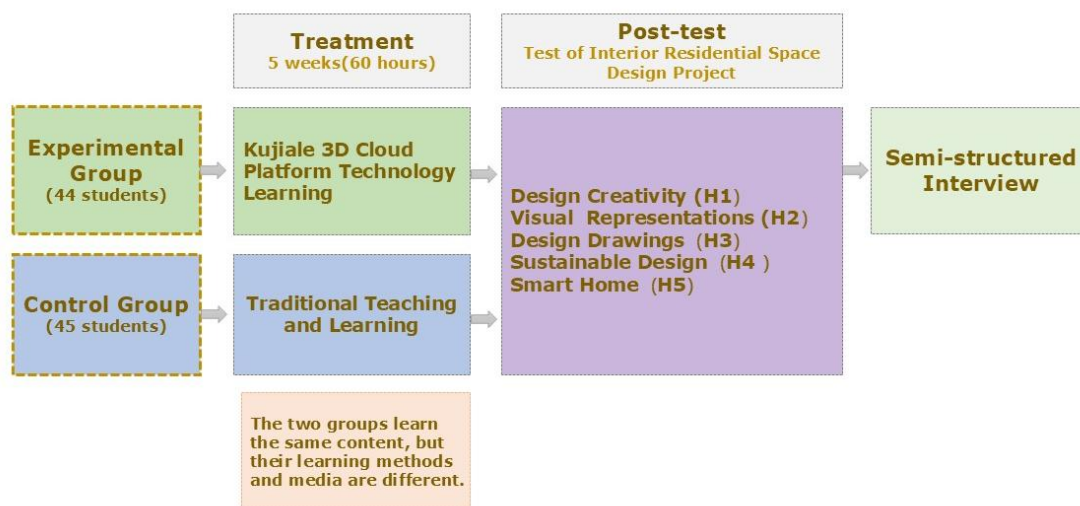 Treatment
5 weeks(60 hours)
Post-test
Test of Interior Residential Space
Design Project
Experimental
Group
(44 students)
Kujiale 3D Cloud
Platform Technology
Learning
Design Creativity (H1)
Visual Representations (H2)
Design Drawings (H3)
Sustainable Design (H4 )
Smart Home (H5)
Semi-structured
Interview
Control Group
(45 students)
Traditional Teaching
and Learning
The two groups learn
the same content, but
their learning methods
and media are different.